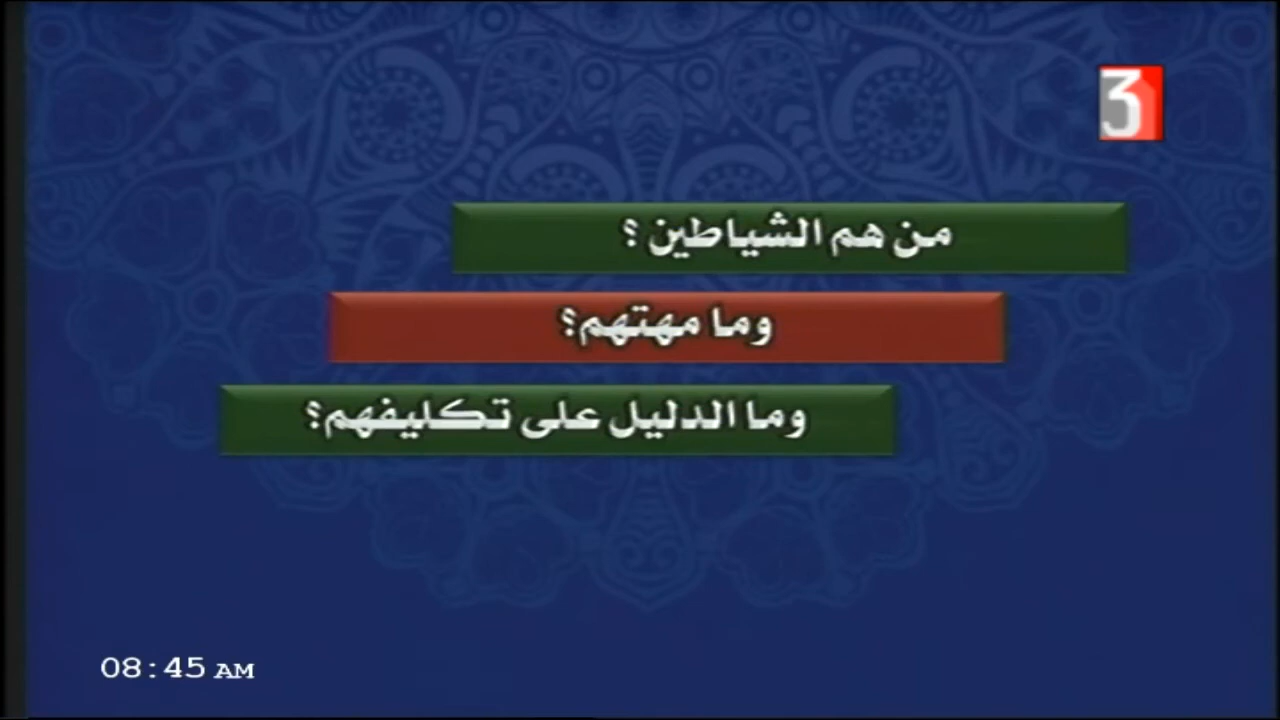 3
من هم الشياطين ؟
وما مهتهم؟
وما الدليل على تكليفهم؟
08:45 AM